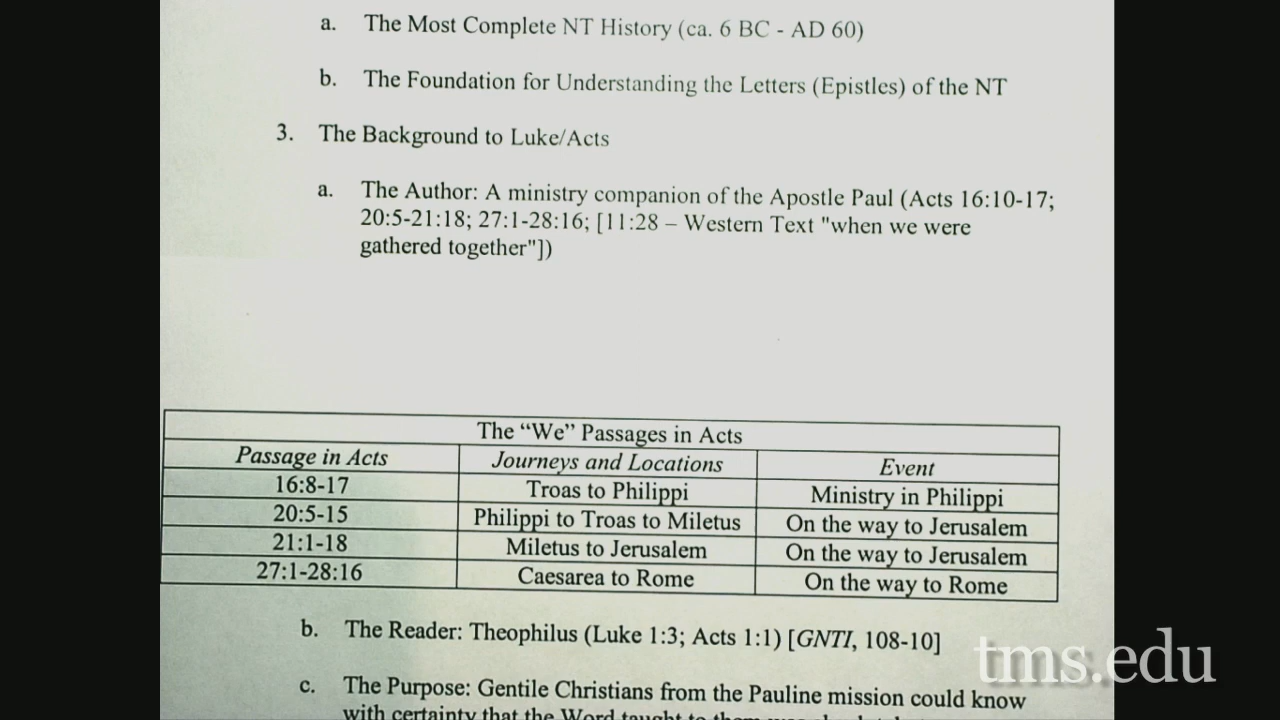 a. The Most Complete NT History (ca. 6 BC - AD 60)
b. The Foundation for Understanding the Letters (Epistles) of the NT
3. The Background to Luke/Acts
a. The Author: A ministry companion of the Apostle Paul (Acts 16:10-17;
20:5-21:18; 27:1-28:16; [11:28 – Western Text "when we were
gathered together"])
The “We” Passages in Acts
Passage in Acts Journeys and Locations Event
16:8-17 Troas to Philippi Ministry in Philippi
20:5-15 Philippi to Troas to Miletus On the way to Jerusalem
21:1-18 Miletus to Jerusalem On the way to Jerusalem
27:1-28:16 Caesarea to Rome On the way to Rome
b. The Reader: Theophilus (Luke 1:3; Acts 1:1) [GNTI, 108-10]
c. The Purpose: Gentile Christians from the Pauline mission could know
with certainty that the Word taught to them was
tms.edu